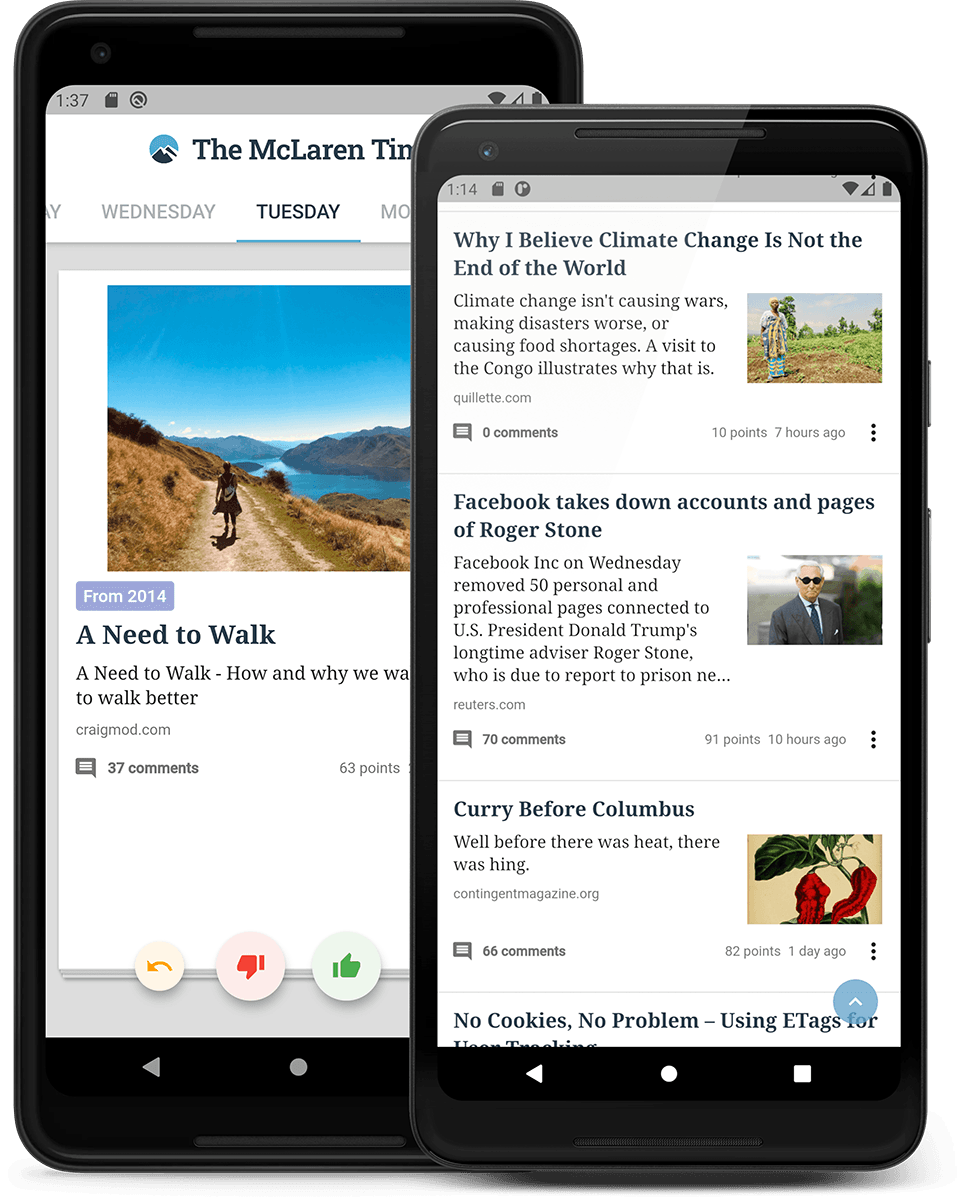 1:37
The McLaren Tim
AY WEDNESDAY TUESDAY MO
From 2014
A Need to Walk
A Need to Walk - How and why we wa
to walk better
craigmod.com
37 comments 63 points
1:14
Why I Believe Climate Change Is Not the
End of the World
Climate change isn't causing wars,
making disasters worse, or
causing food shortages. A visit to
the Congo illustrates why that is.
quillette.com
0 comments 10 points 7 hours ago
Facebook takes down accounts and pages
of Roger Stone
Facebook Inc on Wednesday
removed 50 personal and
professional pages connected to
U.S. President Donald Trump's
longtime adviser Roger Stone,
who is due to report to prison ne...
reuters.com
70 comments 91 points 10 hours ago
Curry Before Columbus
Well before there was heat, there
was hing.
contingentmagazine.org
66 comments 82 points 1 day ago
No Cookies, No Problem – Using ETags for
User Tracking